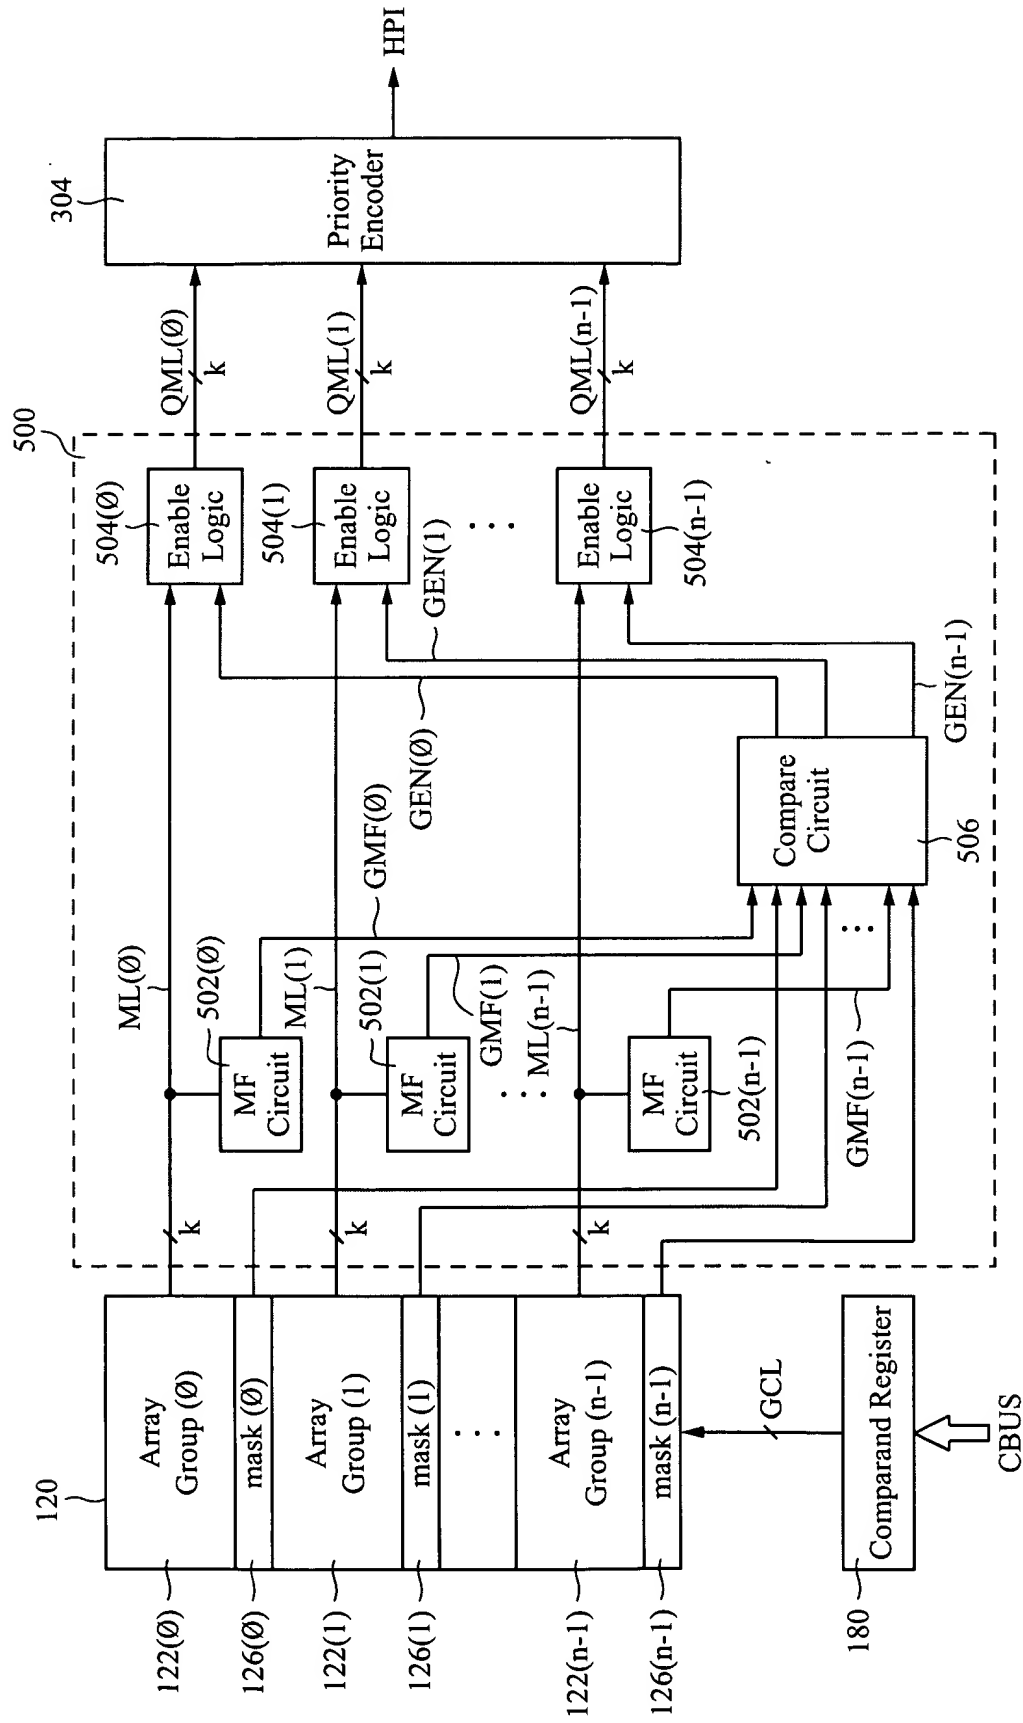 500
304
120
122(Ø)
Array
Group (Ø)
k
ML(Ø)
504(Ø)
Enable
Logic
QML(Ø)
k
126(Ø)
mask (Ø)
MF
Circuit
502(Ø)
GMF(Ø)
GEN(Ø)
122(1)
Array
Group (1)
k
ML(1)
504(1)
Enable
Logic
QML(1)
k
Priority
Encoder
HPI
126(1)
mask (1)
MF
Circuit
502(1)
GMF(1)
GEN(1)
. . .
. . .
. . .
122(n-1)
Array
Group (n-1)
k
ML(n-1)
Enable
Logic
504(n-1)
QML(n-1)
k
126(n-1)
mask (n-1)
MF
Circuit
502(n-1)
GMF(n-1)
. . .
Compare
Circuit
506
GEN(n-1)
GCL
180
Comparand Register
CBUS